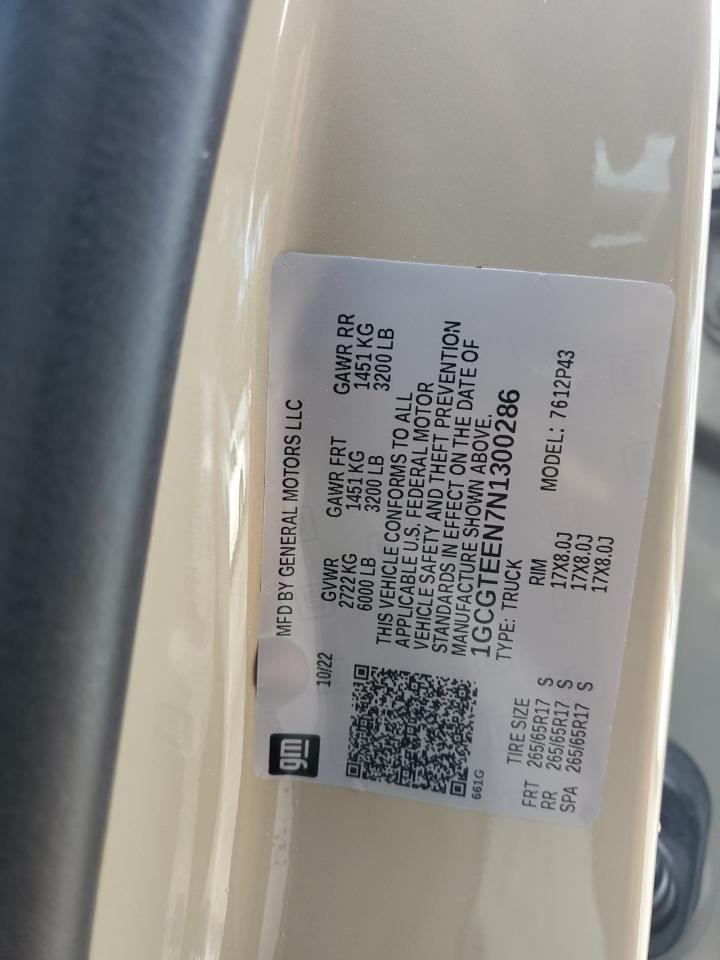 MFD BY GENERAL MOTORS LLC
gm
10/22
GVWR GAWR FRT GAWR RR
2722 KG 1451 KG 1451 KG
6000 LB 3200 LB 3200 LB
THIS VEHICLE CONFORMS TO ALL
APPLICABLE U.S. FEDERAL MOTOR
VEHICLE SAFETY AND THEFT PREVENTION
STANDARDS IN EFFECT ON THE DATE OF
MANUFACTURE SHOWN ABOVE.
1GCGTEEN7N1300286
661G
TYPE: TRUCK
MODEL: 7612P43
TIRE SIZE RIM
FRT 265/65R17 S 17X8.0J
RR 265/65R17 S 17X8.0J
SPA 265/65R17 S 17X8.0J